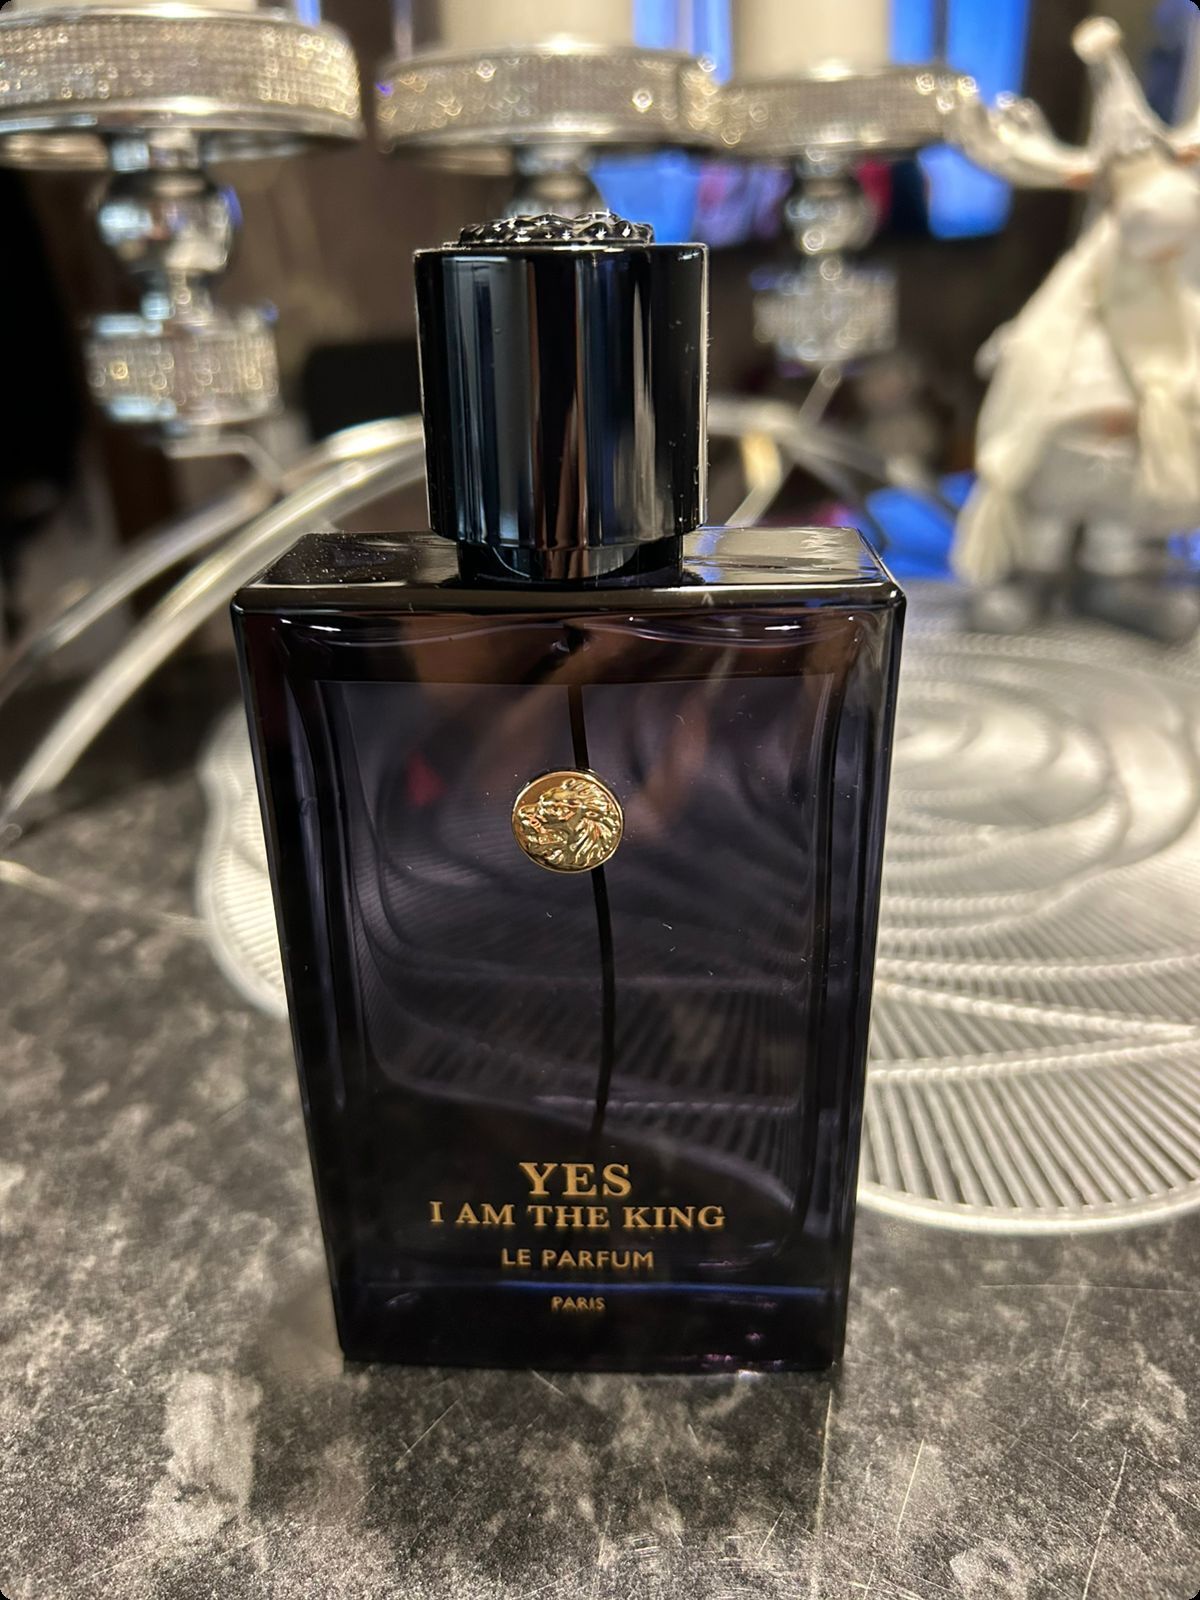 YES
I AM THE KING
LE PARFUM
PARIS